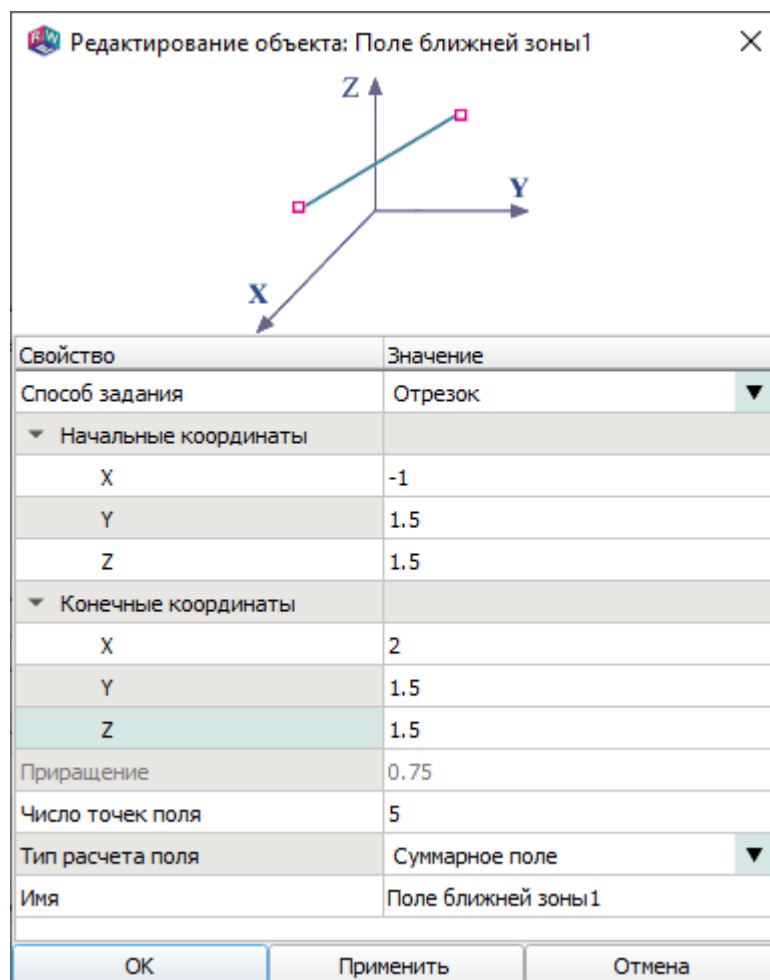 Редактирование объекта: Поле ближней зоны1
Z
Y
X
Свойство Значение
Способ задания Отрезок
Начальные координаты
X -1
Y 1.5
Z 1.5
Конечные координаты
X 2
Y 1.5
Z 1.5
Приращение 0.75
Число точек поля 5
Тип расчета поля Суммарное поле
Имя Поле ближней зоны1
ОК Применить Отмена